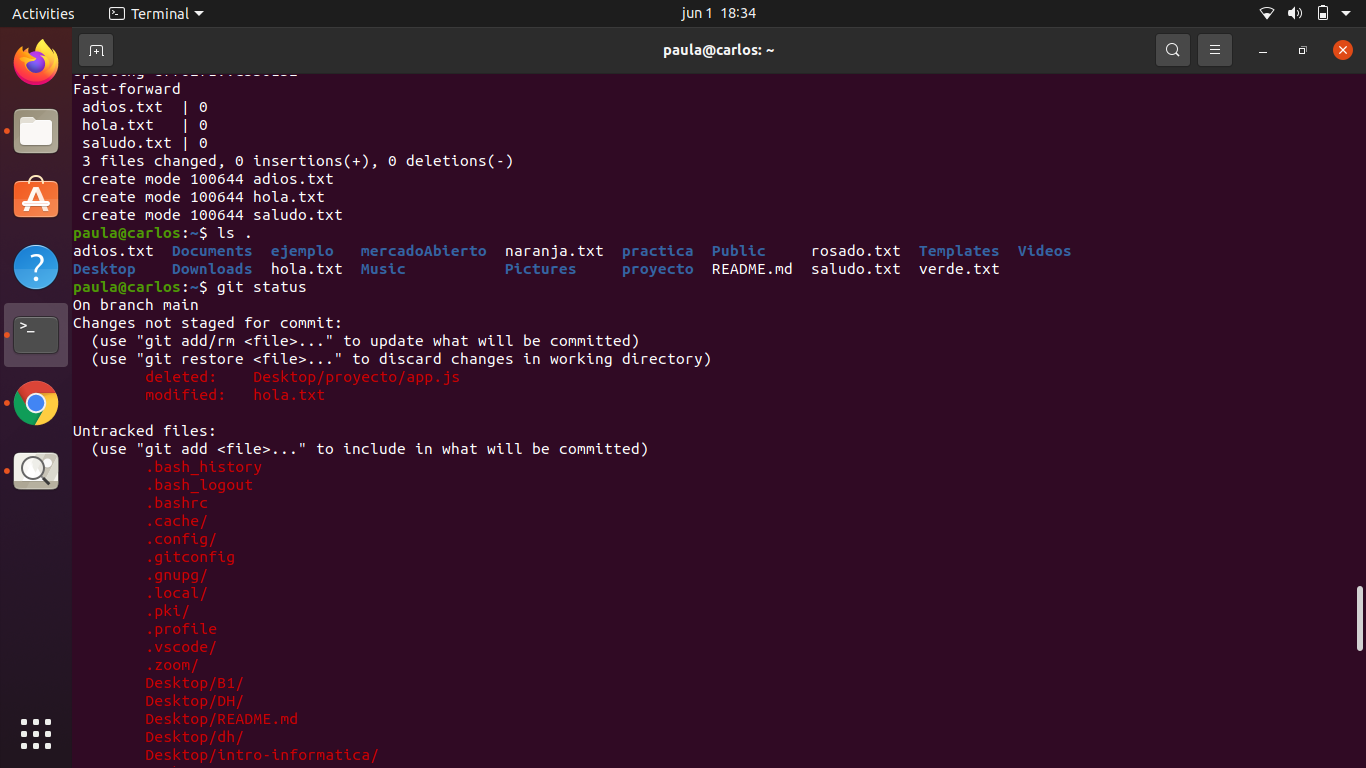 Activities
Terminal
jun 1 18:34
paula@carlos: ~
Fast-forward
adios.txt | 0
hola.txt | 0
saludo.txt | 0
3 files changed, 0 insertions(+), 0 deletions(-)
create mode 100644 adios.txt
create mode 100644 hola.txt
create mode 100644 saludo.txt
paula@carlos:~$ ls .
adios.txt Documents ejemplo mercadoAbierto naranja.txt practica Public rosado.txt Templates Videos
Desktop Downloads hola.txt Music Pictures proyecto README.md saludo.txt verde.txt
paula@carlos:~$ git status
On branch main
Changes not staged for commit:
(use "git add/rm <file>..." to update what will be committed)
(use "git restore <file>..." to discard changes in working directory)
deleted: Desktop/proyecto/app.js
modified: hola.txt
Untracked files:
(use "git add <file>..." to include in what will be committed)
.bash_history
.bash_logout
.bashrc
.cache/
.config/
.gitconfig
.gnupg/
.local/
.pki/
.profile
.vscode/
.zoom/
Desktop/B1/
Desktop/DH/
Desktop/README.md
Desktop/dh/
Desktop/intro-informatica/